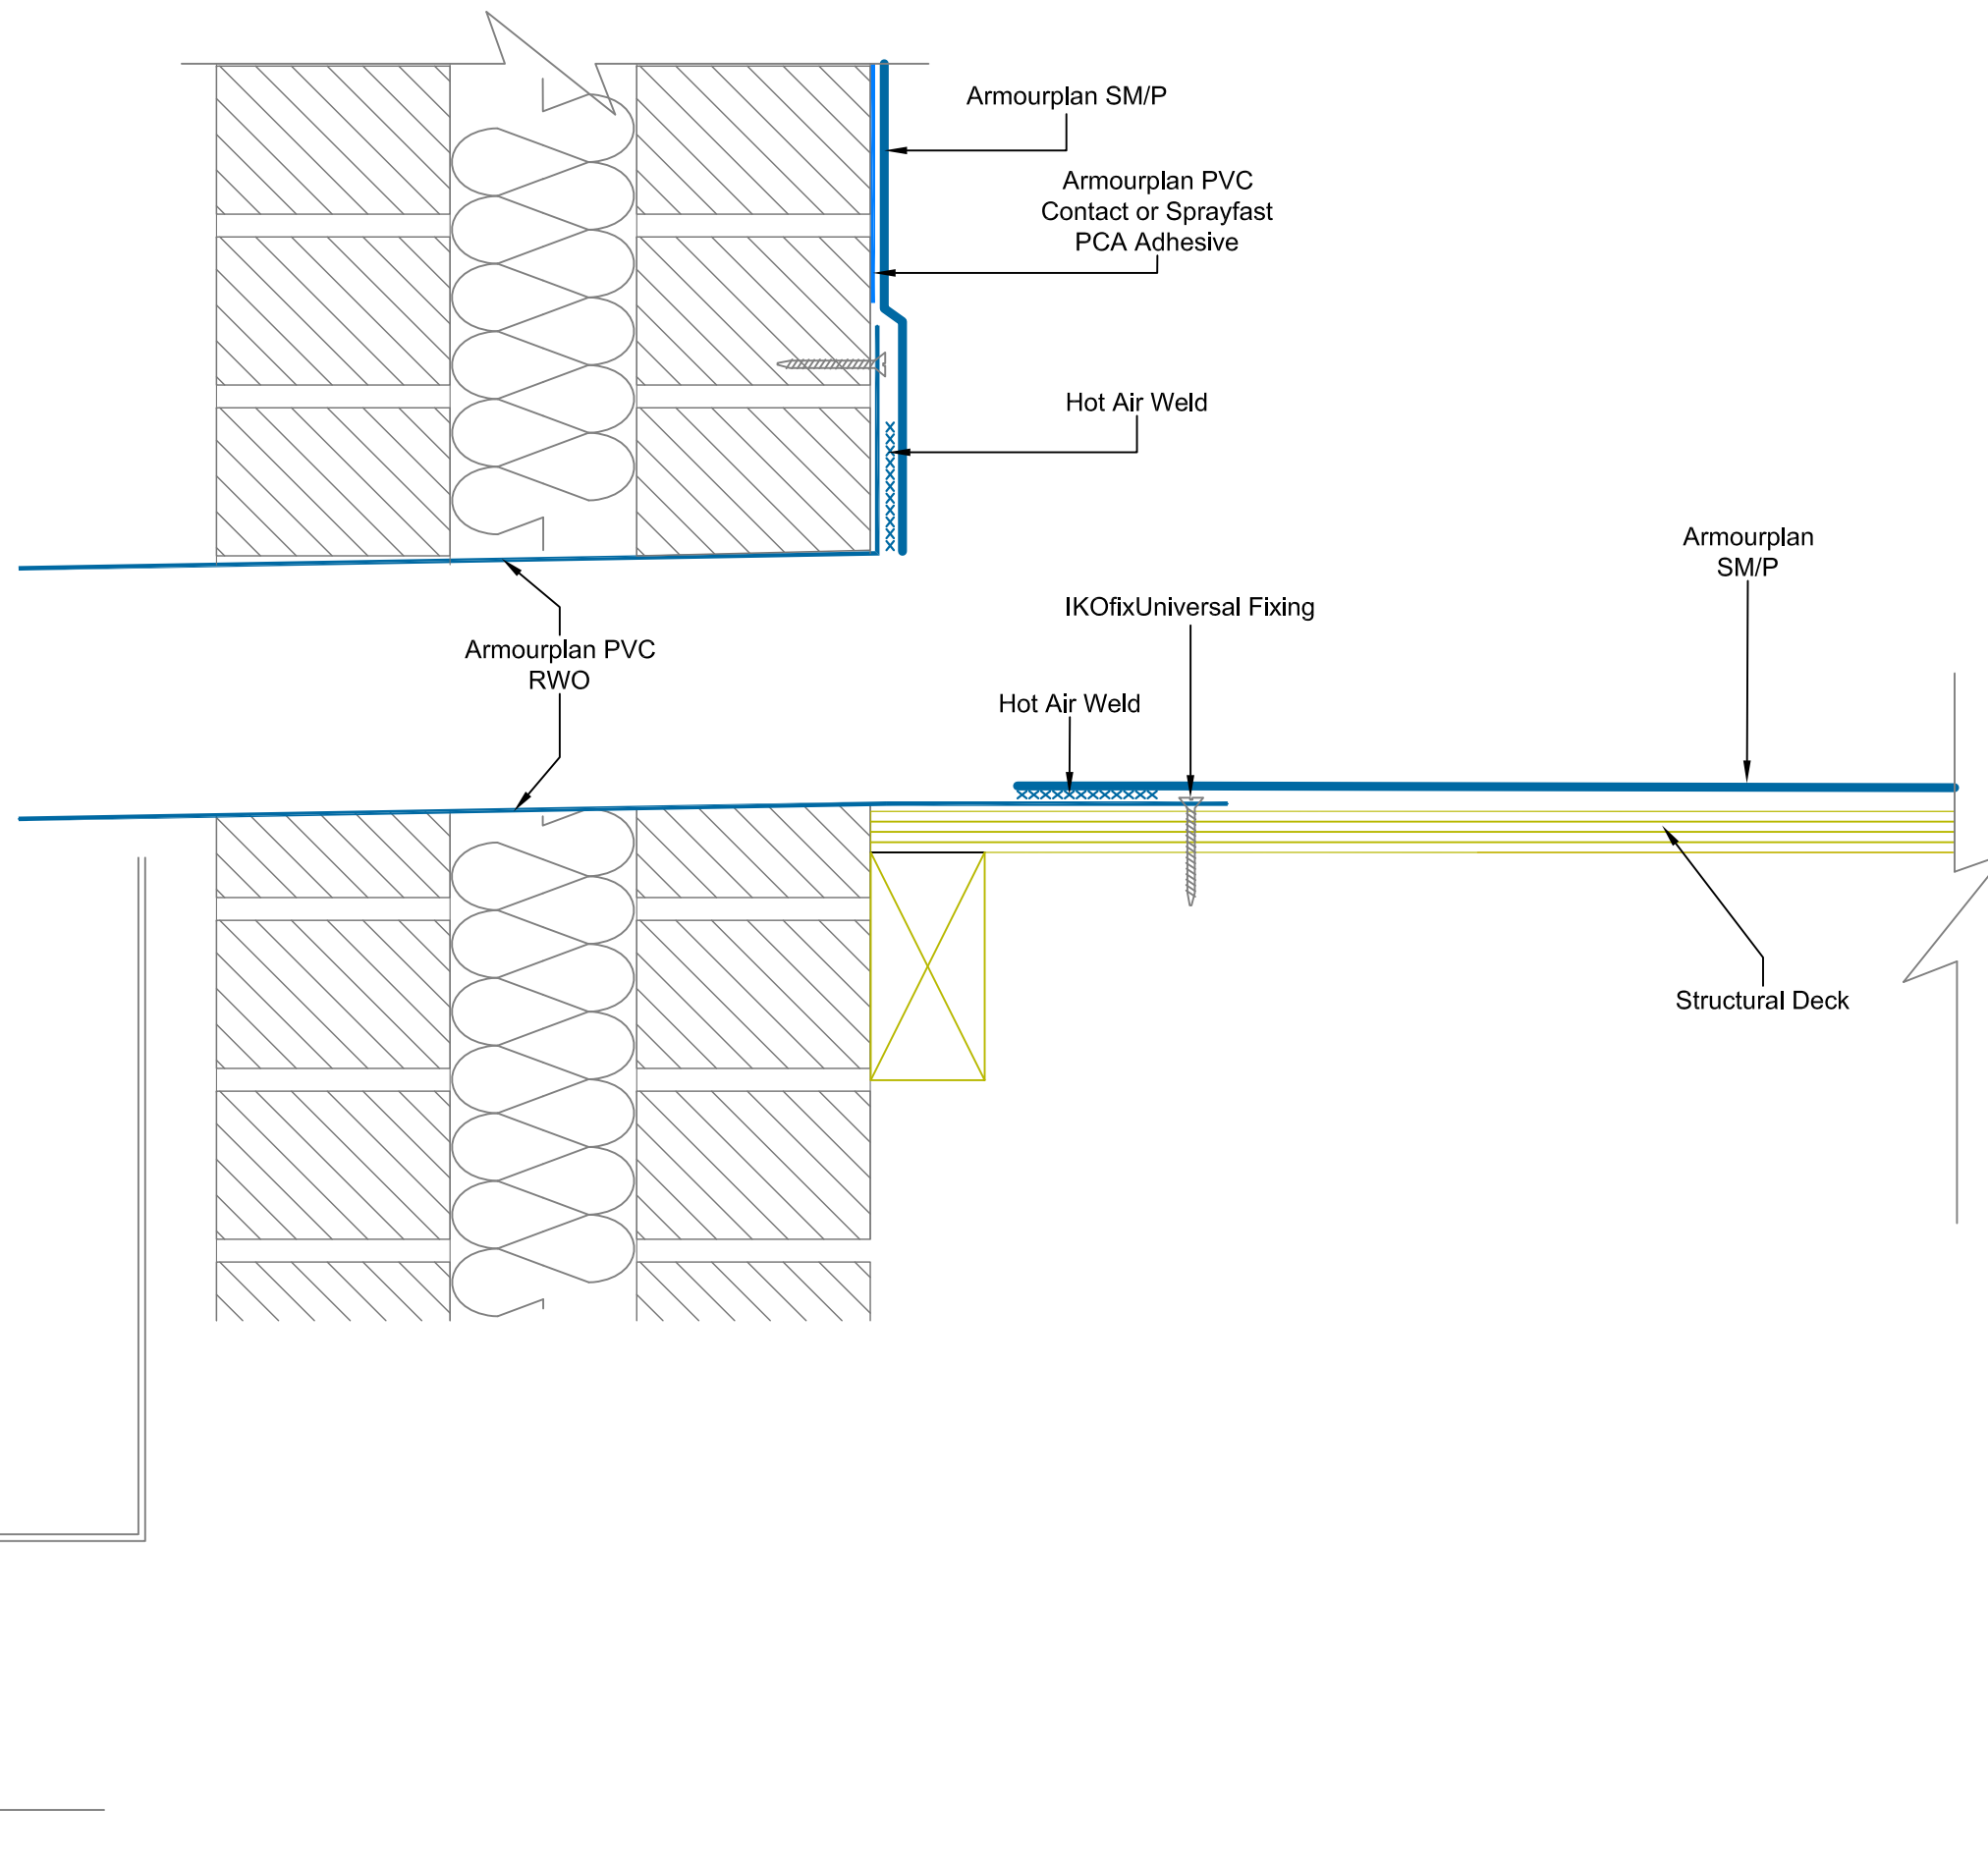 Armourplan SM/P
Armourplan PVC
Contact or Sprayfast
PCA Adhesive
Hot Air Weld
Armourplan
SM/P
IKOfixUniversal Fixing
Armourplan PVC
RWO
Hot Air Weld
Structural Deck